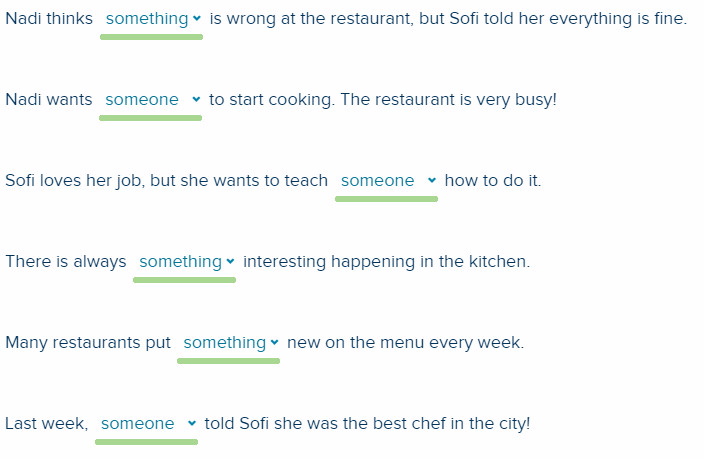 Nadi thinks something is wrong at the restaurant, but Sofi told her everything is fine.
Nadi wants someone to start cooking. The restaurant is very busy!
Sofi loves her job, but she wants to teach someone how to do it.
There is always something interesting happening in the kitchen.
Many restaurants put something new on the menu every week.
Last week, someone told Sofi she was the best chef in the city!